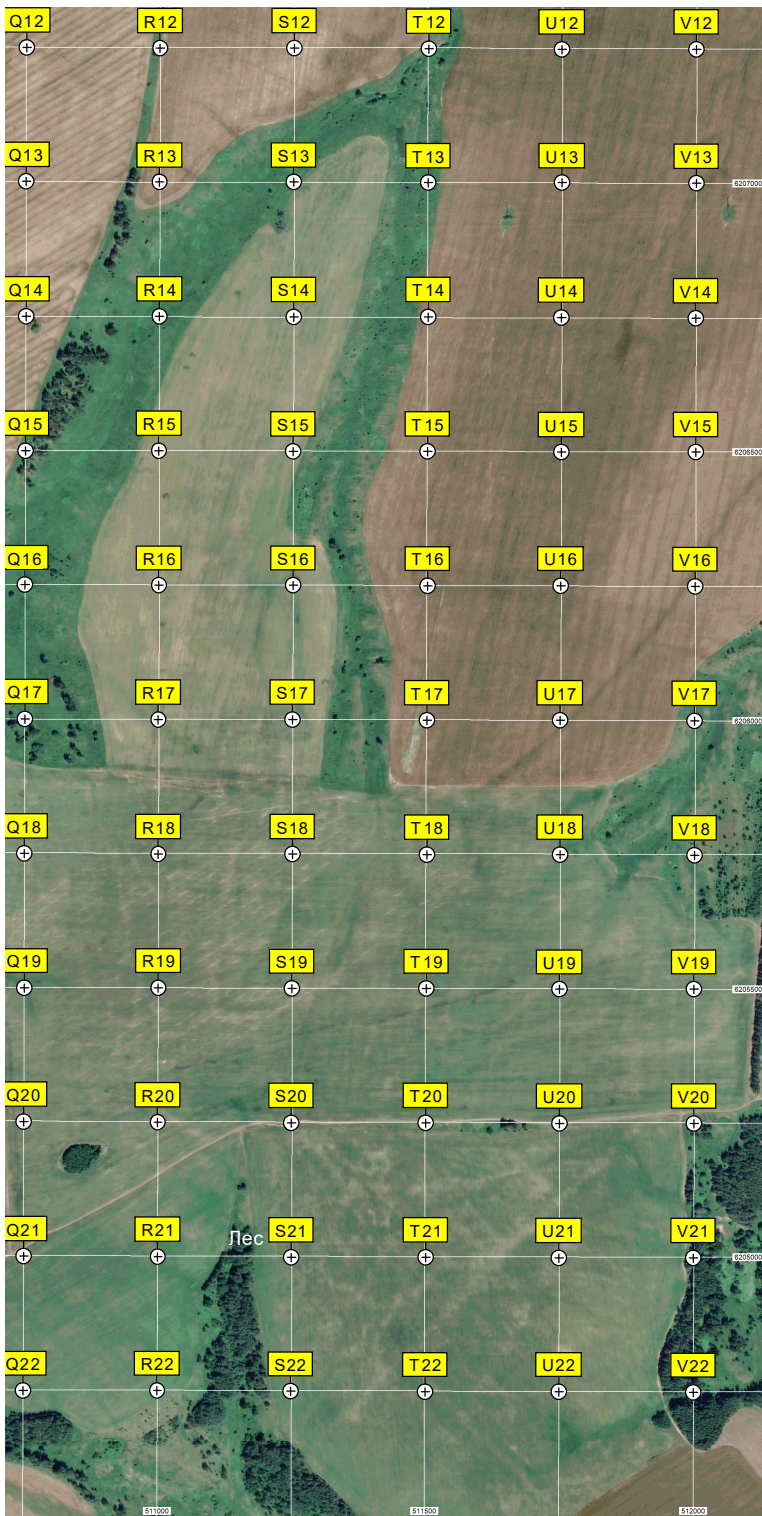 Q12 R12 S12 T12 U12 V12
Q13 R13 S13 T13 U13 V13
6207000
Q14 R14 S14 T14 U14 V14
Q15 R15 S15 T15 U15 V15
6206500
Q16 R16 S16 T16 U16 V16
Q17 R17 S17 T17 U17 V17
6206000
Q18 R18 S18 T18 U18 V18
Q19 R19 S19 T19 U19 V19
6205500
Q20 R20 S20 T20 U20 V20
Q21 R21 Лес S21 T21 U21 V21
6205000
Q22 R22 S22 T22 U22 V22
511000 511500 512000